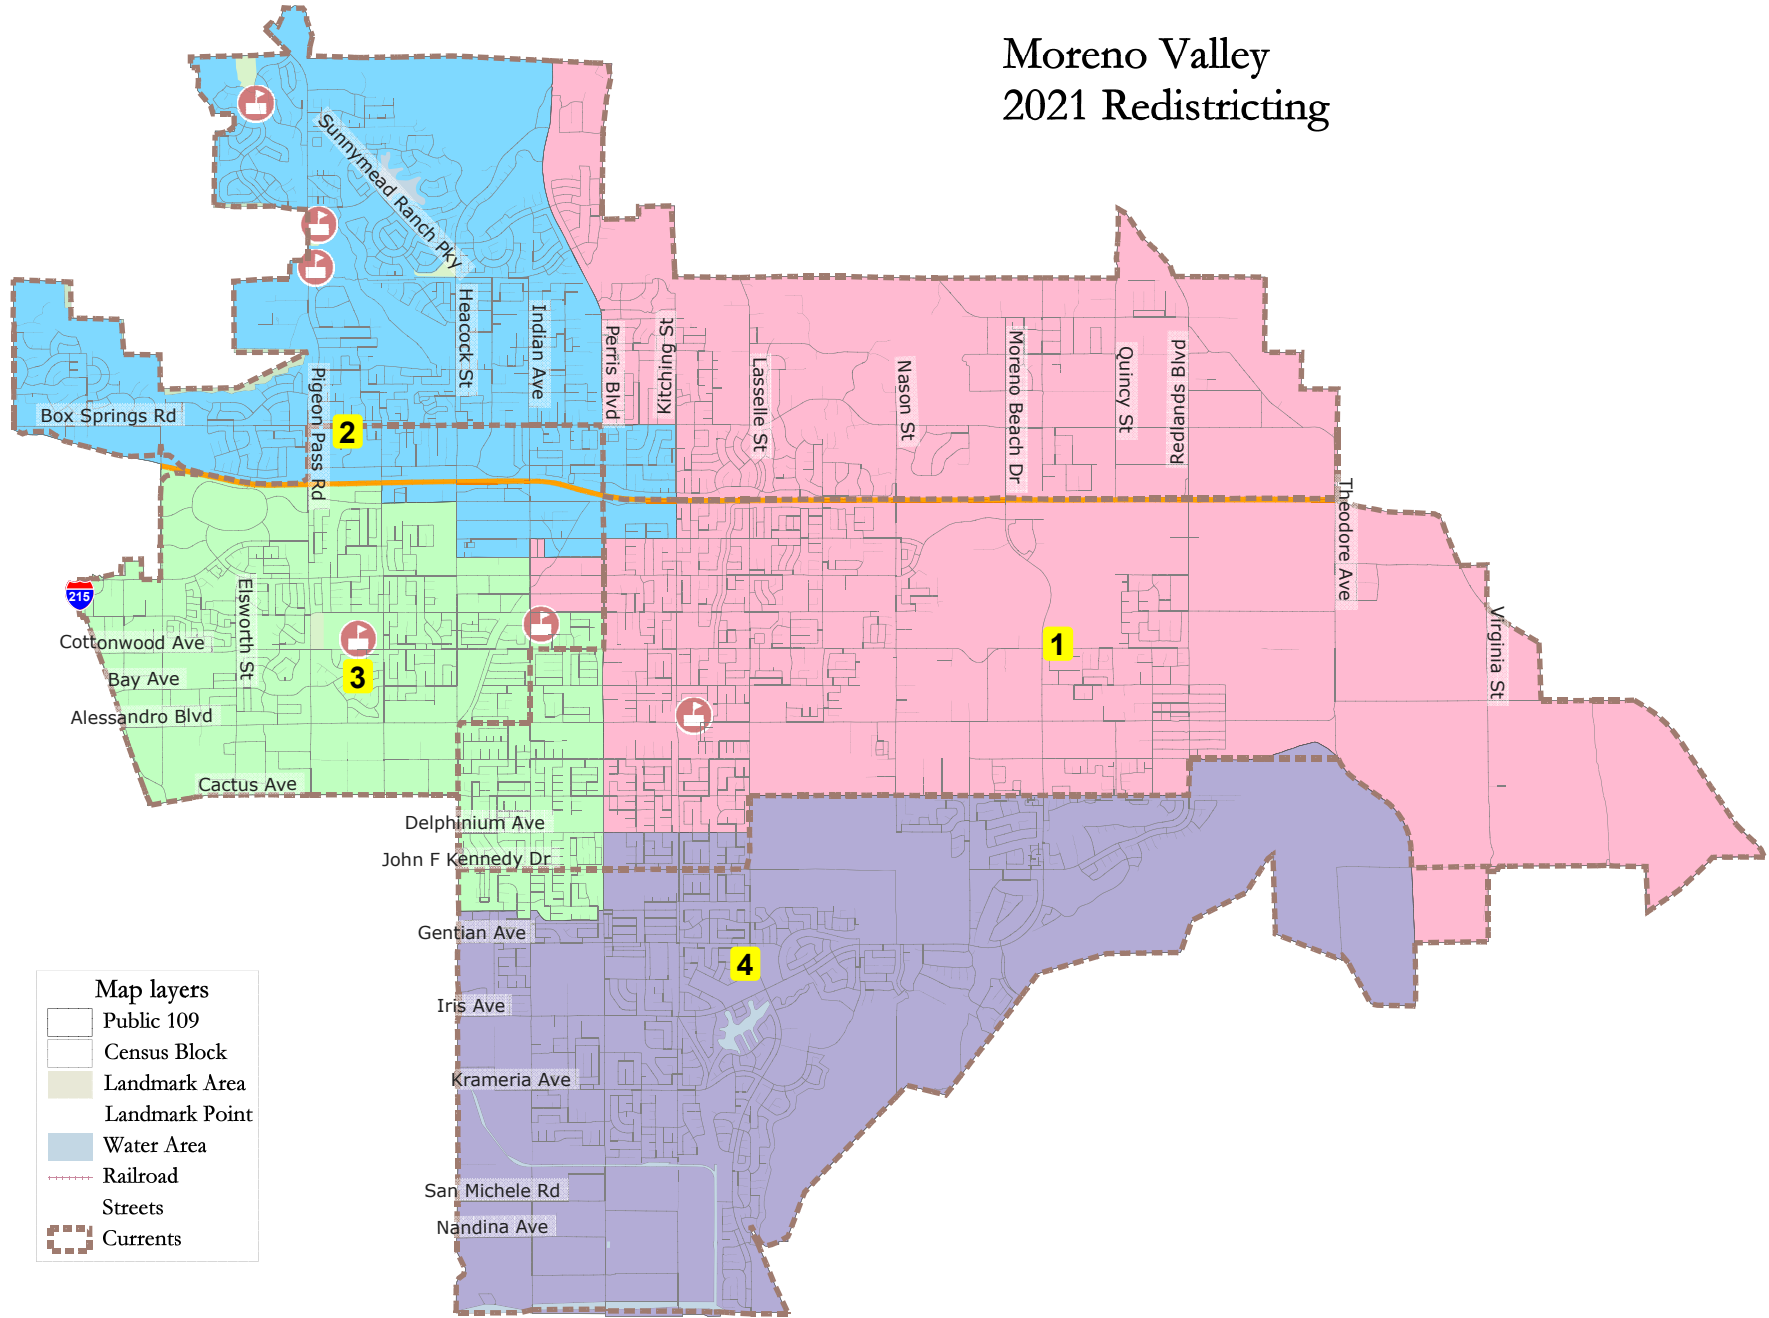 Moreno Valley
2021 Redistricting
Sunnymead Ranch Pky
Heacock St
Indian Ave
Perris Blvd
Kitching St
Lasselle St
Nason St
Moreno Beach Dr
Quincy St
Redlands Blvd
Pigeon Pass Rd
Box Springs Rd
2
Theodore Ave
215
Elsworth St
Virginia St
Cottonwood Ave
1
Bay Ave
3
Alessandro Blvd
Cactus Ave
Delphinium Ave
John F Kennedy Dr
Gentian Ave
4
Iris Ave
Krameria Ave
San Michele Rd
Nandina Ave
Map layers
Public 109
Census Block
Landmark Area
Landmark Point
Water Area
Railroad
Streets
Currents